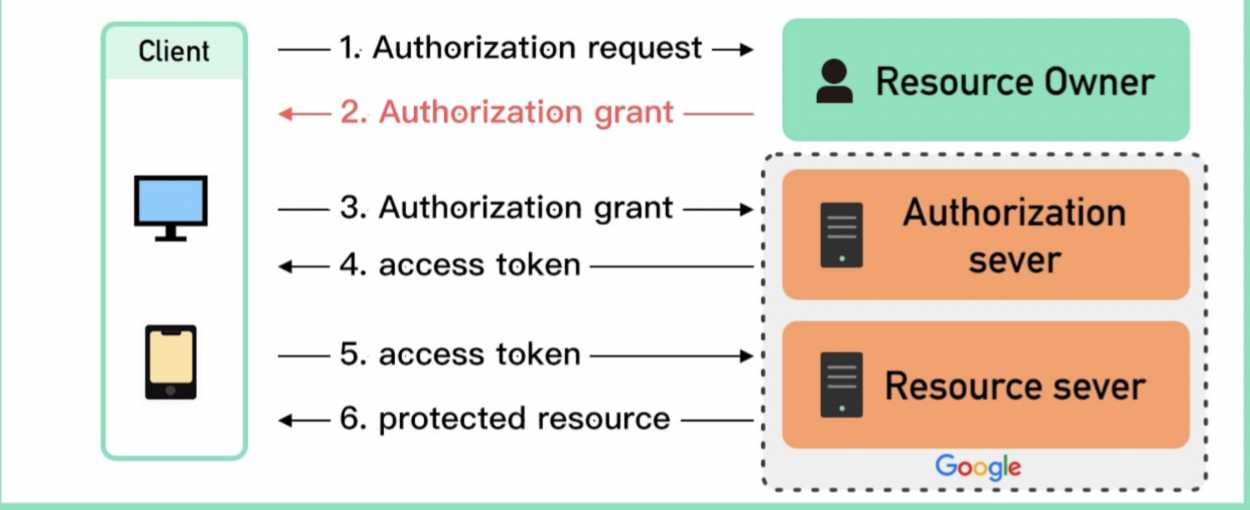 Client
1. Authorization request
Resource Owner
2. Authorization grant
3. Authorization grant
Authorization
sever
4. access token
5. access token
Resource sever
6. protected resource
Google